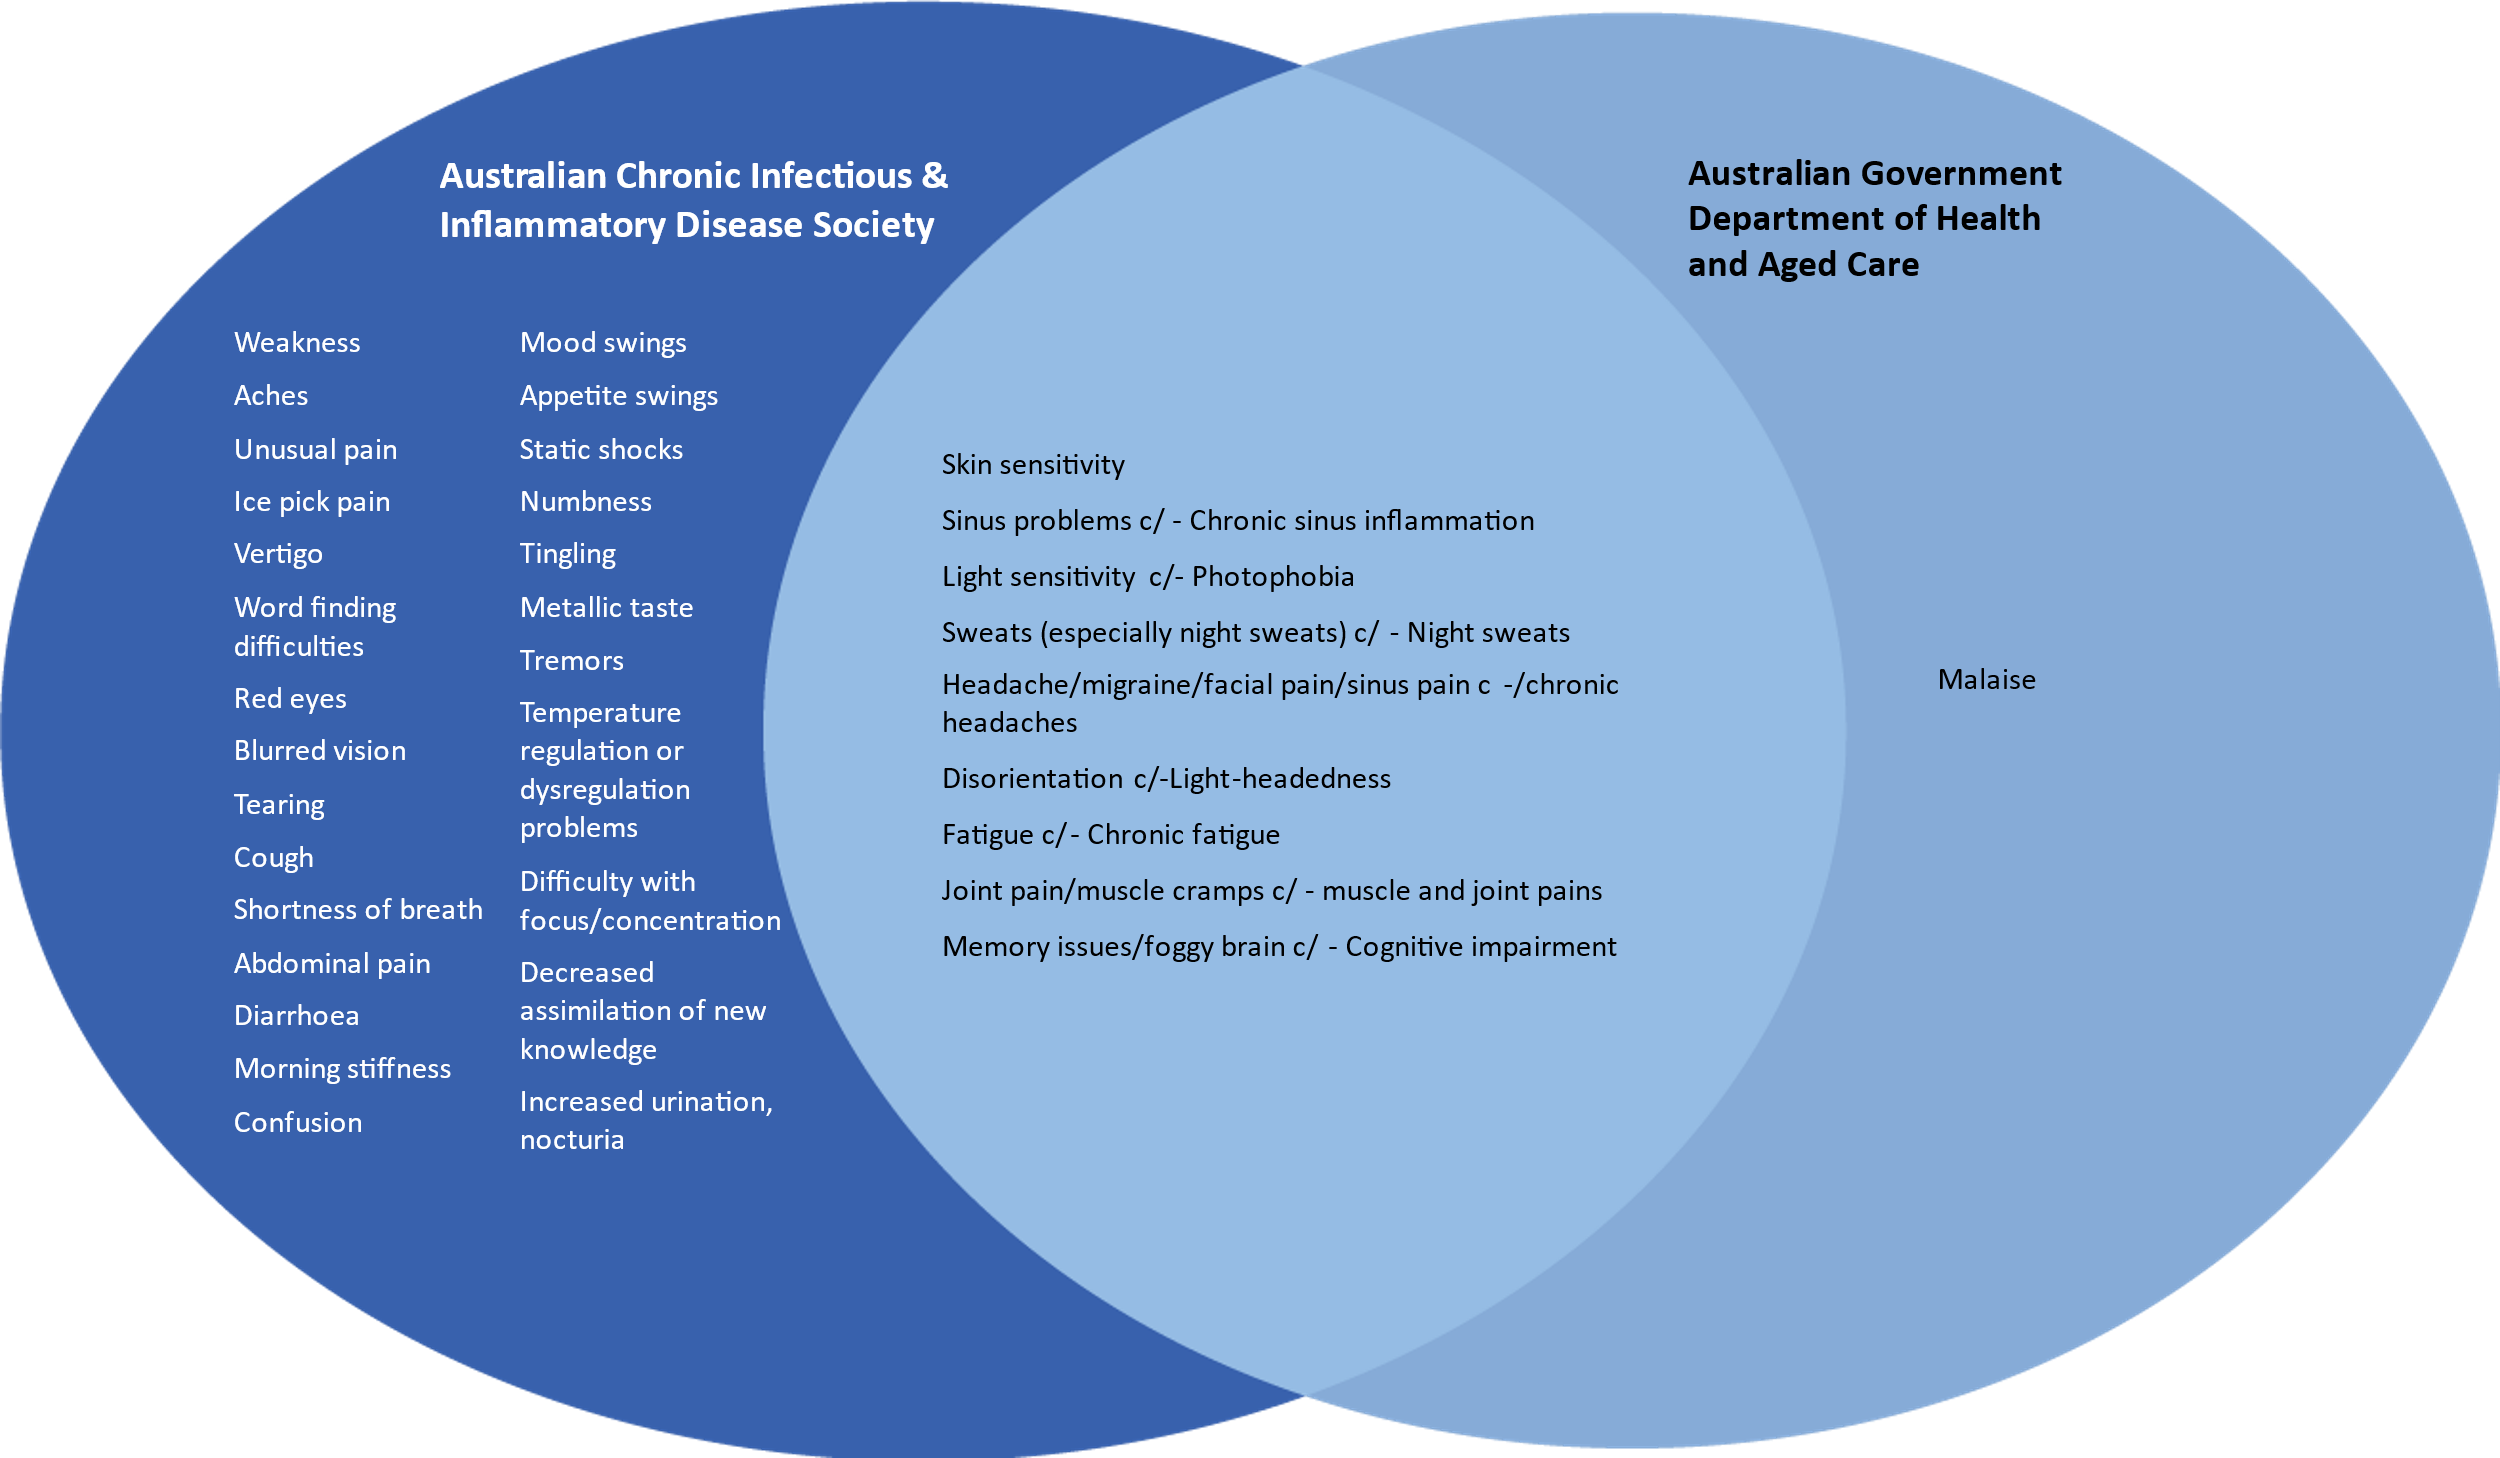 Australian Chronic Infectious &
Inflammatory Disease Society
Weakness
Aches
Unusual pain
Ice pick pain
Vertigo
Word finding
difficulties
Red eyes
Blurred vision
Tearing
Cough
Shortness of breath
Abdominal pain
Diarrhoea
Morning stiffness
Confusion
Mood swings
Appetite swings
Static shocks
Numbness
Tingling
Metallic taste
Tremors
Temperature
regulation or
dysregulation
problems
Difficulty with
focus/concentration
Decreased
assimilation of new
knowledge
Increased urination,
nocturia
Skin sensitivity
Sinus problems c/ - Chronic sinus inflammation
Light sensitivity c/- Photophobia
Sweats (especially night sweats) c/ - Night sweats
Headache/migraine/facial pain/sinus pain c -/chronic
headaches
Disorientation c/-Light-headedness
Fatigue c/- Chronic fatigue
Joint pain/muscle cramps c/ - muscle and joint pains
Memory issues/foggy brain c/ - Cognitive impairment
Australian Government
Department of Health
and Aged Care
Malaise